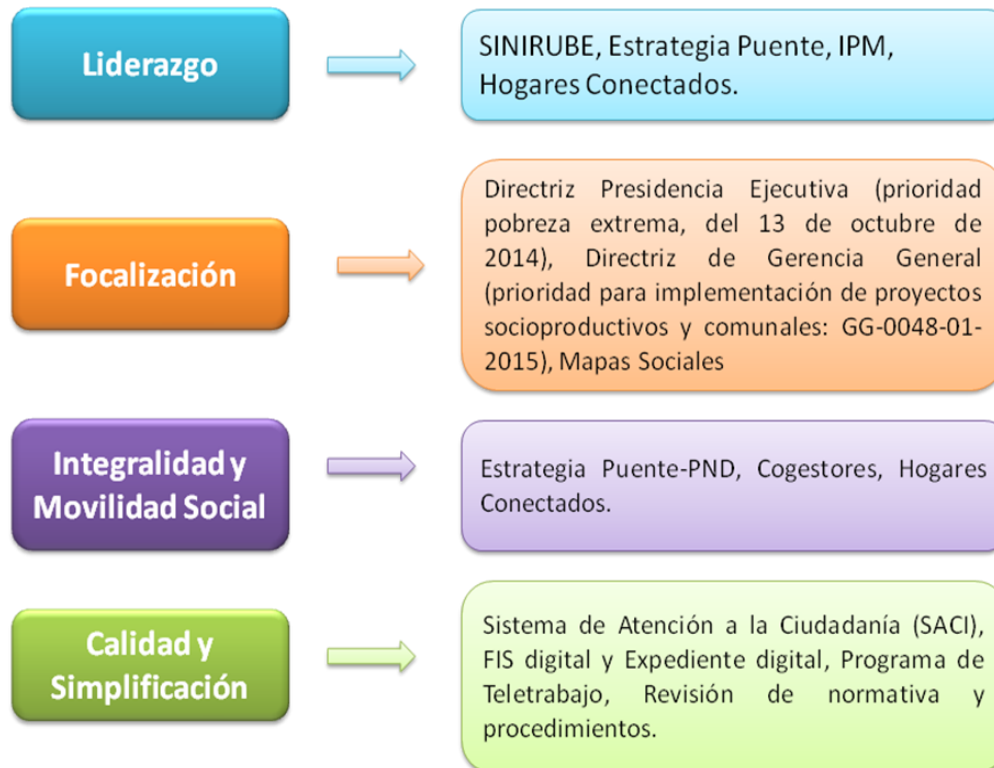 Liderazgo
SINIRUBE, Estrategia Puente, IPM,
Hogares Conectados.
Focalización
Directriz Presidencia Ejecutiva (prioridad
pobreza extrema, del 13 de octubre de
2014), Directriz de Gerencia General
(prioridad para implementación de proyectos
socioproductivos y comunales: GG-0048-01-
2015), Mapas Sociales
Integralidad y
Movilidad Social
Estrategia Puente-PND, Cogestores, Hogares
Conectados.
Calidad y
Simplificación
Sistema de Atención a la Ciudadanía (SACI),
FIS digital y Expediente digital, Programa de
Teletrabajo, Revisión de normativa y
procedimientos.